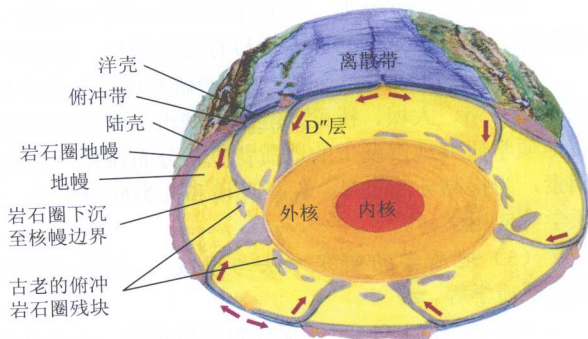 洋壳
俯冲带
陆壳
岩石圈地幔
地幔
岩石圈下沉
至核幔边界
古老的俯冲
岩石圈残块
离散带
D″层
外核
内核